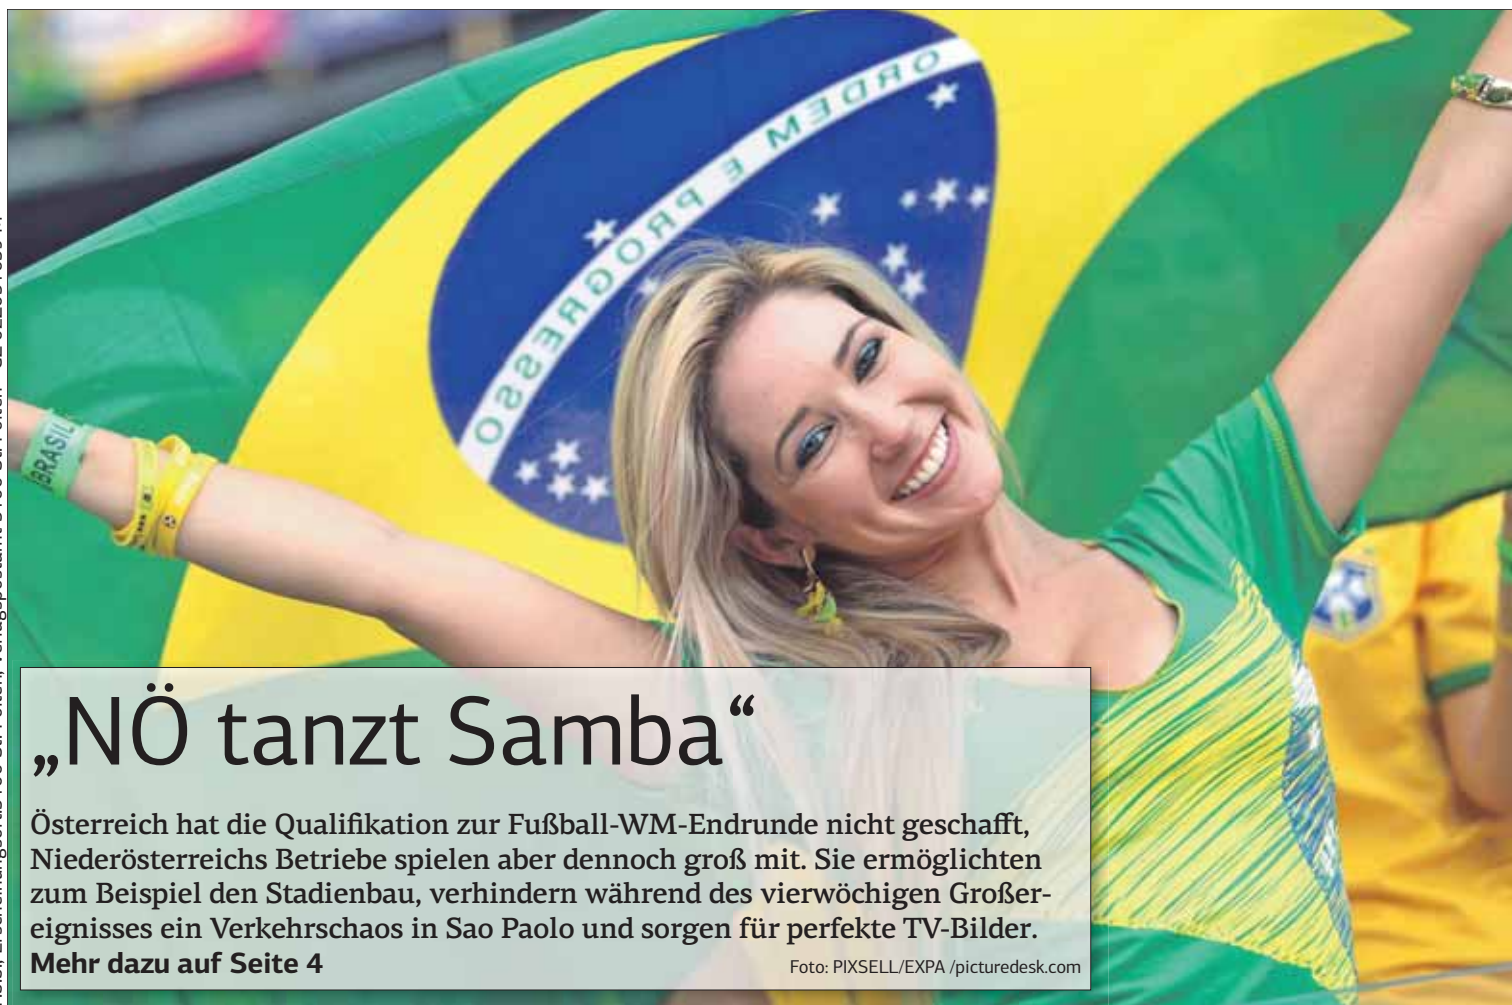 ORDEM E PROGRESSO
BRASIL
„NÖ tanzt Samba“
Österreich hat die Qualifikation zur Fußball-WM-Endrunde nicht geschafft,
Niederösterreichs Betriebe spielen aber dennoch groß mit. Sie ermöglichten
zum Beispiel den Stadienbau, verhindern während des vierwöchigen Großer-
eignisses ein Verkehrschaos in Sao Paolo und sorgen für perfekte TV-Bilder.
Mehr dazu auf Seite 4
Foto: PIXSELL/EXPA /picturedesk.com